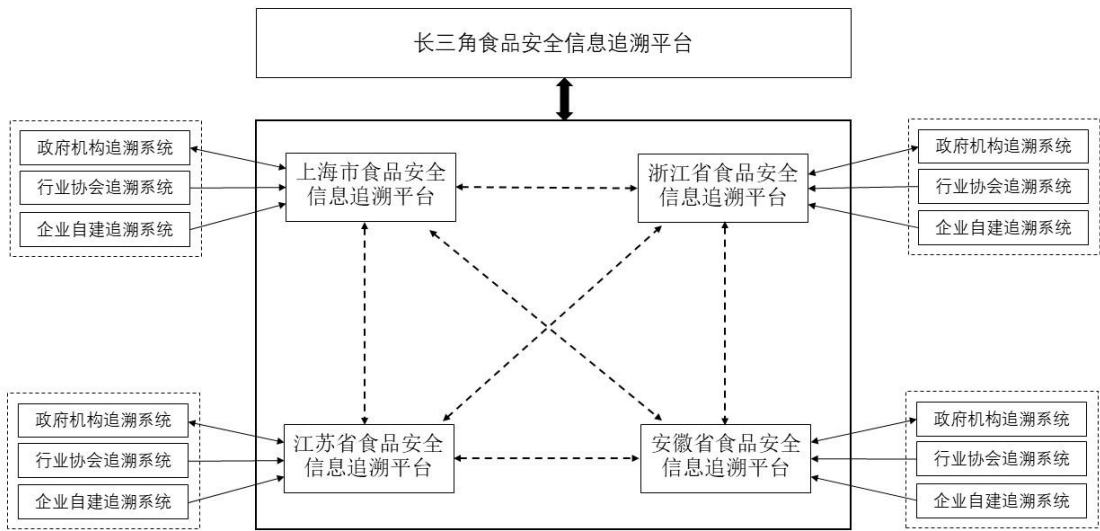 长三角食品安全信息追溯平台
政府机构追溯系统
行业协会追溯系统
企业自建追溯系统
上海市食品安全
信息追溯平台
浙江省食品安全
信息追溯平台
政府机构追溯系统
行业协会追溯系统
企业自建追溯系统
政府机构追溯系统
行业协会追溯系统
企业自建追溯系统
江苏省食品安全
信息追溯平台
安徽省食品安全
信息追溯平台
政府机构追溯系统
行业协会追溯系统
企业自建追溯系统